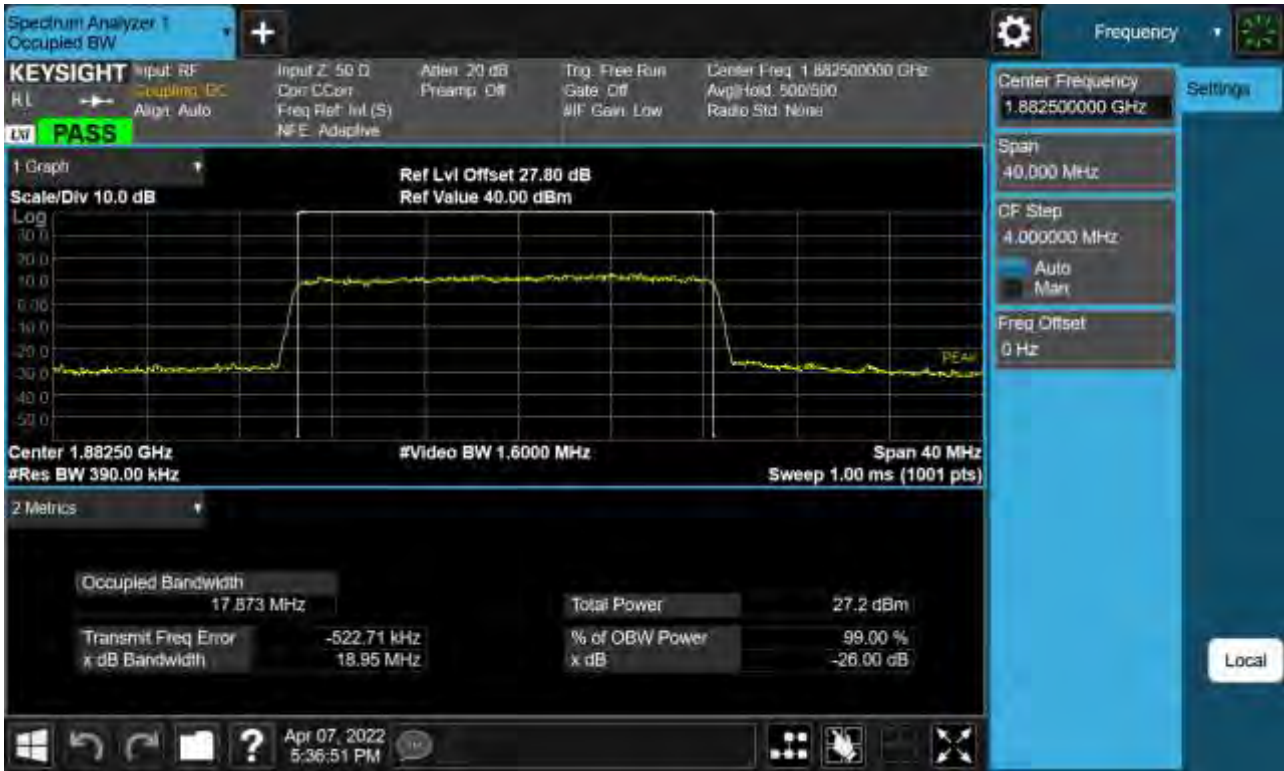 Spectrum Analyzer 1
Occupied BW
+
Frequency
KEYSIGHT Input: RF
Coupling: DC
Align: Auto
RL
LXI PASS
Input Z: 50 Ω
Corr CCorr
Freq Ref: Int (S)
NFE: Adaptive
Atten: 20 dB
Preamp: Off
Trig: Free Run
Gate: Off
#IF Gain: Low
Center Freq: 1.882500000 GHz
Avg|Hold: 500/500
Radio Std: None
Center Frequency
1.882500000 GHz
Settings
Span
40.000 MHz
CF Step
4.000000 MHz
Auto
Man
Freq Offset
0 Hz
Local
1 Graph
Scale/Div 10.0 dB
Ref Lvl Offset 27.80 dB
Ref Value 40.00 dBm
Log
30.0
20.0
10.0
0.00
-10.0
-20.0
-30.0
-40.0
-50.0
PEAK
Center 1.88250 GHz
#Res BW 390.00 kHz
#Video BW 1.6000 MHz
Span 40 MHz
Sweep 1.00 ms (1001 pts)
2 Metrics
Occupied Bandwidth
17.873 MHz
Total Power 27.2 dBm
Transmit Freq Error -522.71 kHz
% of OBW Power 99.00 %
x dB Bandwidth 18.95 MHz
x dB -26.00 dB
?
Apr 07, 2022
5:36:51 PM